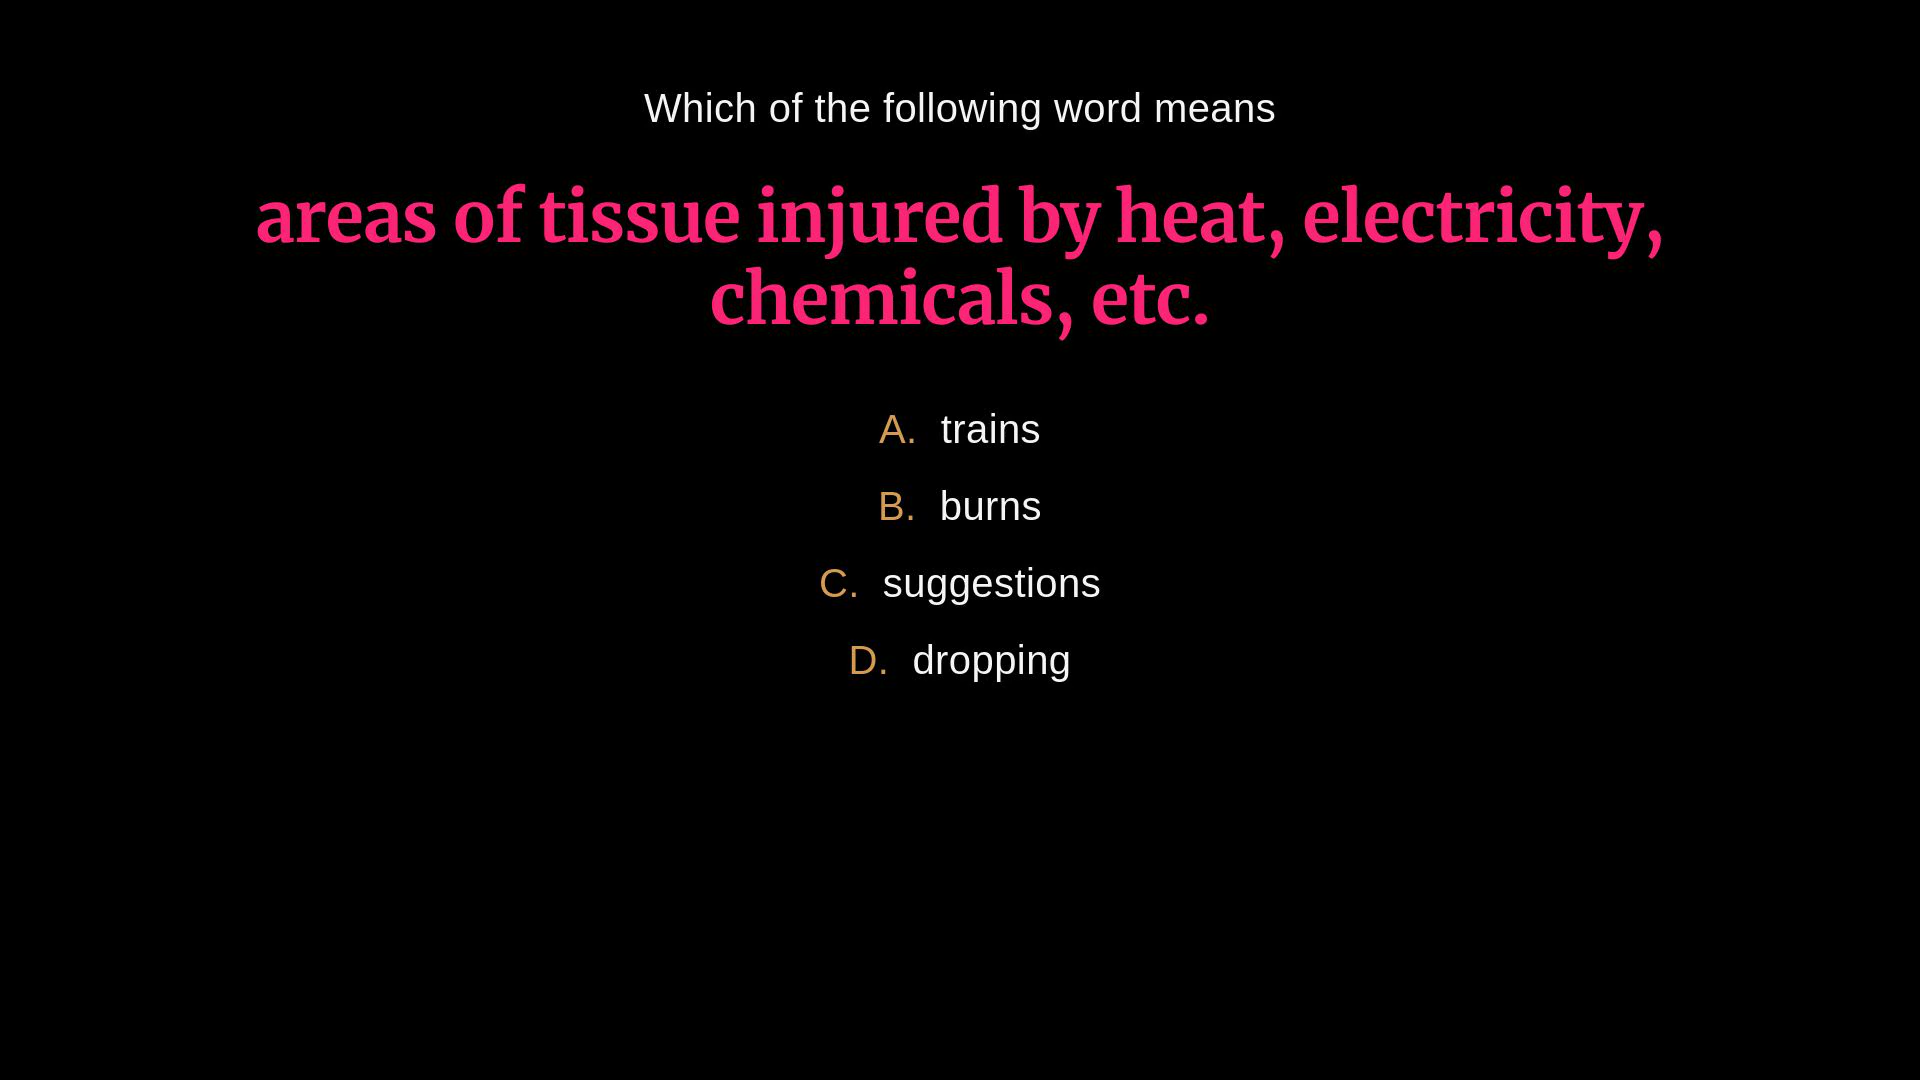 Which of the following word means
areas of tissue injured by heat, electricity,
chemicals, etc.
A. trains
B. burns
C. suggestions
D. dropping